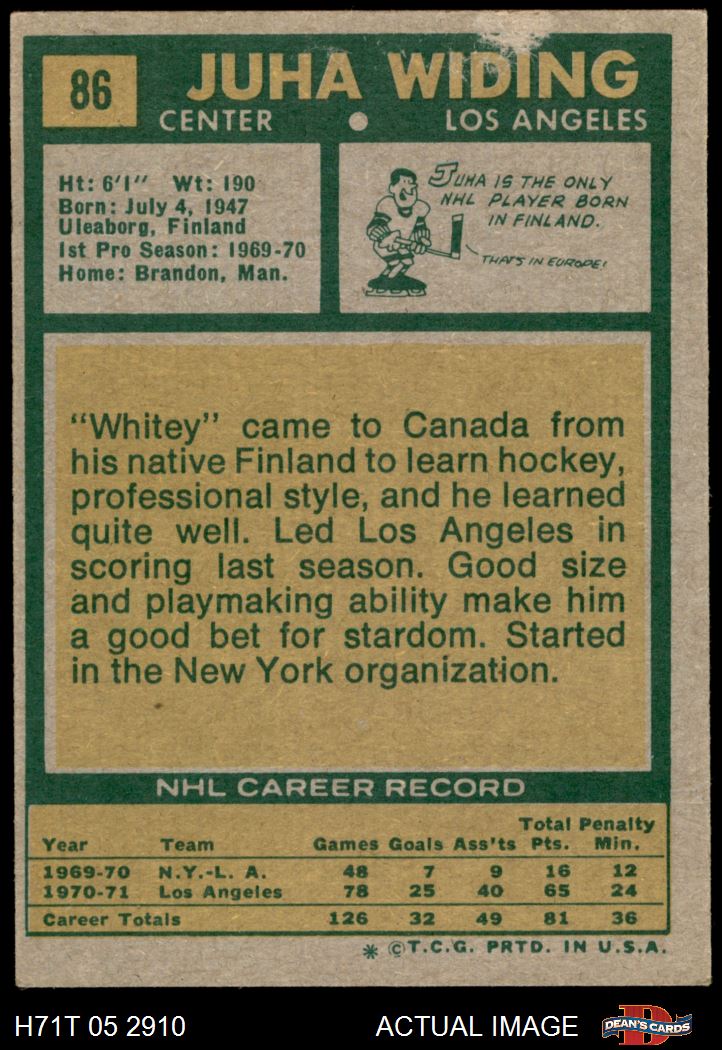 86
JUHA WIDING
CENTER • LOS ANGELES
Ht: 6'1" Wt: 190
Born: July 4, 1947
Uleaborg, Finland
1st Pro Season: 1969-70
Home: Brandon, Man.
JUHA IS THE ONLY
NHL PLAYER BORN
IN FINLAND.
THAT'S IN EUROPE!
"Whitey" came to Canada from
his native Finland to learn hockey,
professional style, and he learned
quite well. Led Los Angeles in
scoring last season. Good size
and playmaking ability make him
a good bet for stardom. Started
in the New York organization.
NHL CAREER RECORD
Total Penalty
Year Team Games Goals Ass'ts Pts. Min.
1969-70 N.Y.-L. A. 48 7 9 16 12
1970-71 Los Angeles 78 25 40 65 24
Career Totals 126 32 49 81 36
* ©T.C.G. PRTD. IN U.S.A.
H71T 05 2910 ACTUAL IMAGE D DEAN'S CARDS